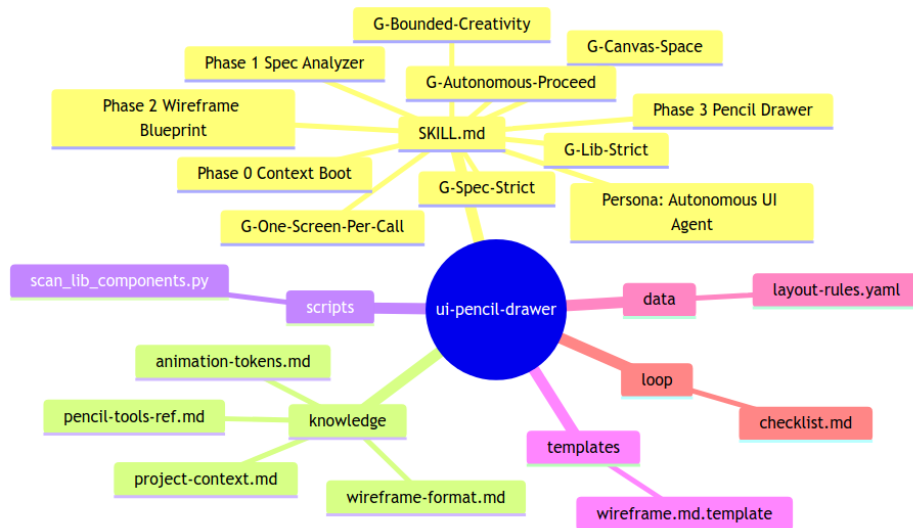 G-Bounded-Creativity
G-Canvas-Space
Phase 1 Spec Analyzer
G-Autonomous-Proceed
Phase 2 Wireframe
Blueprint
Phase 3 Pencil Drawer
SKILL.md
G-Lib-Strict
Phase 0 Context Boot
G-Spec-Strict
Persona: Autonomous UI
Agent
G-One-Screen-Per-Call
scan_lib_components.py
scripts
ui-pencil-drawer
data
layout-rules.yaml
animation-tokens.md
loop
pencil-tools-ref.md
knowledge
checklist.md
templates
project-context.md
wireframe-format.md
wireframe.md.template